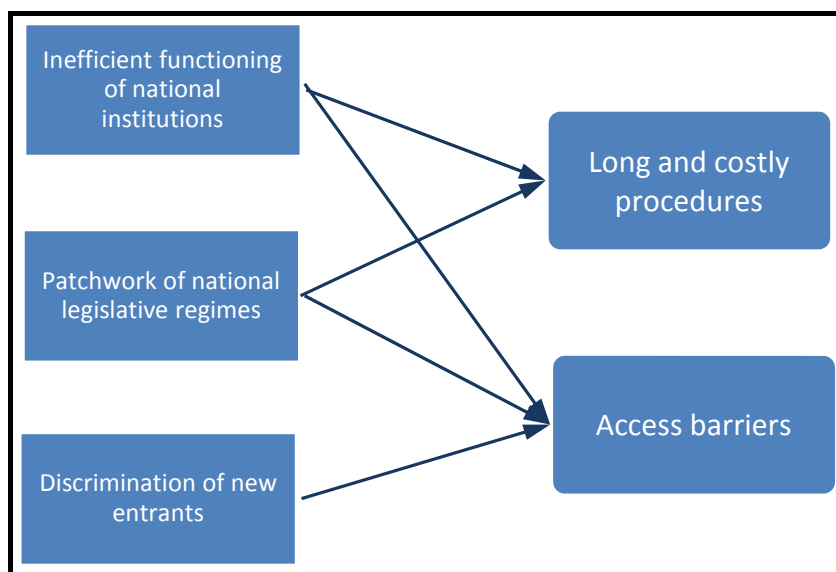 Inefficient functioning
of national
institutions
Long and costly
procedures
Patchwork of national
legislative regimes
Access barriers
Discrimination of new
entrants